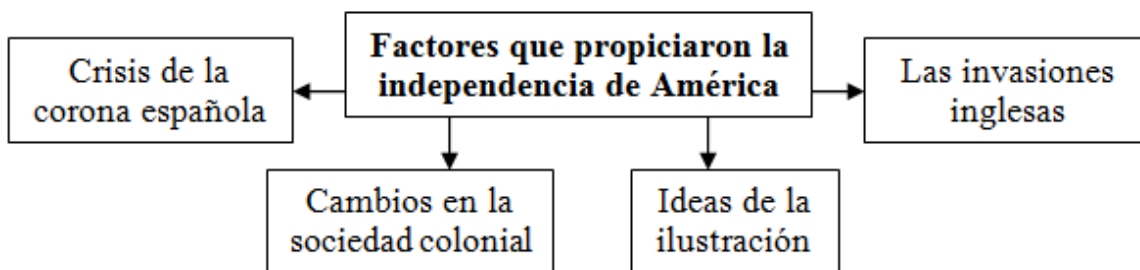 Factores que propiciaron la
independencia de América
Crisis de la
corona española
Las invasiones
inglesas
Cambios en la
sociedad colonial
Ideas de la
ilustración